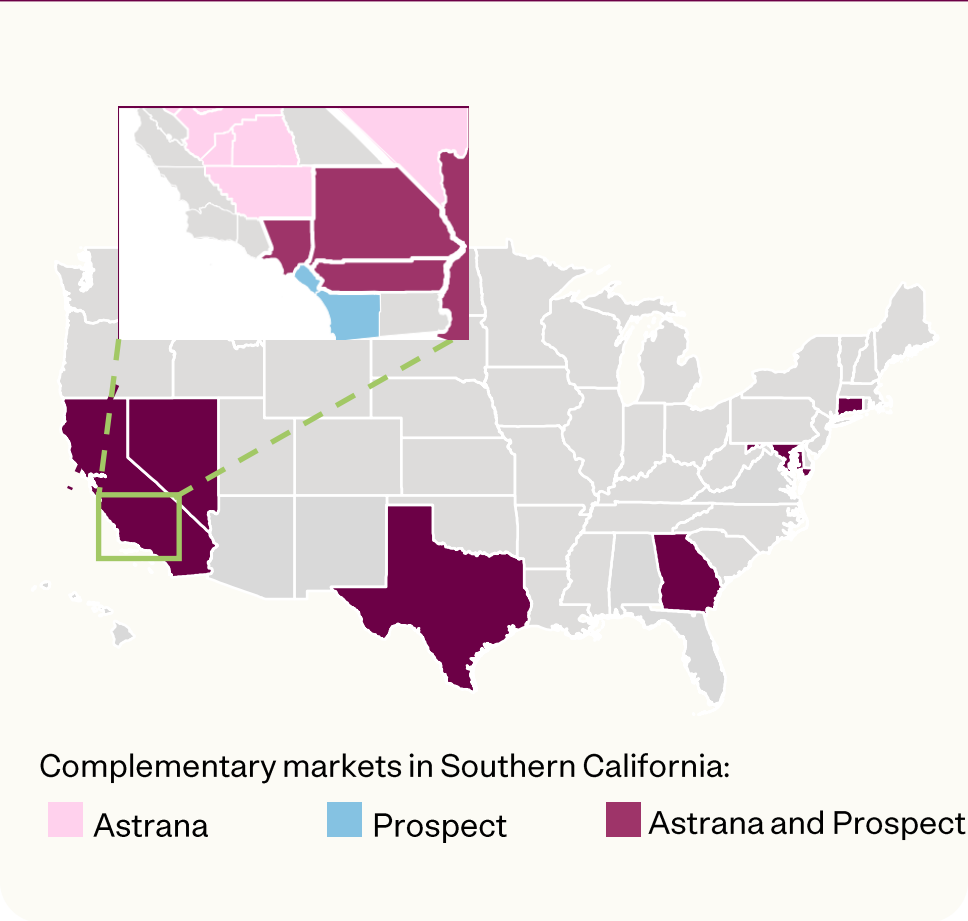 Complementary markets in Southern California:
Astrana
Prospect
Astrana and Prospect